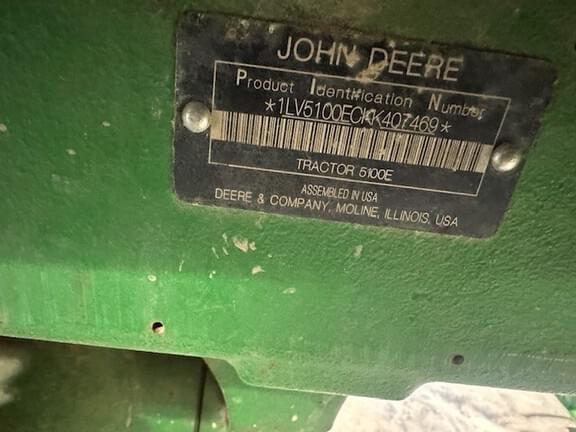 JOHN DEERE
Product Identification Number
*1LV5100ECKK407469*
TRACTOR 5100E
ASSEMBLED IN USA
DEERE & COMPANY, MOLINE, ILLINOIS, USA